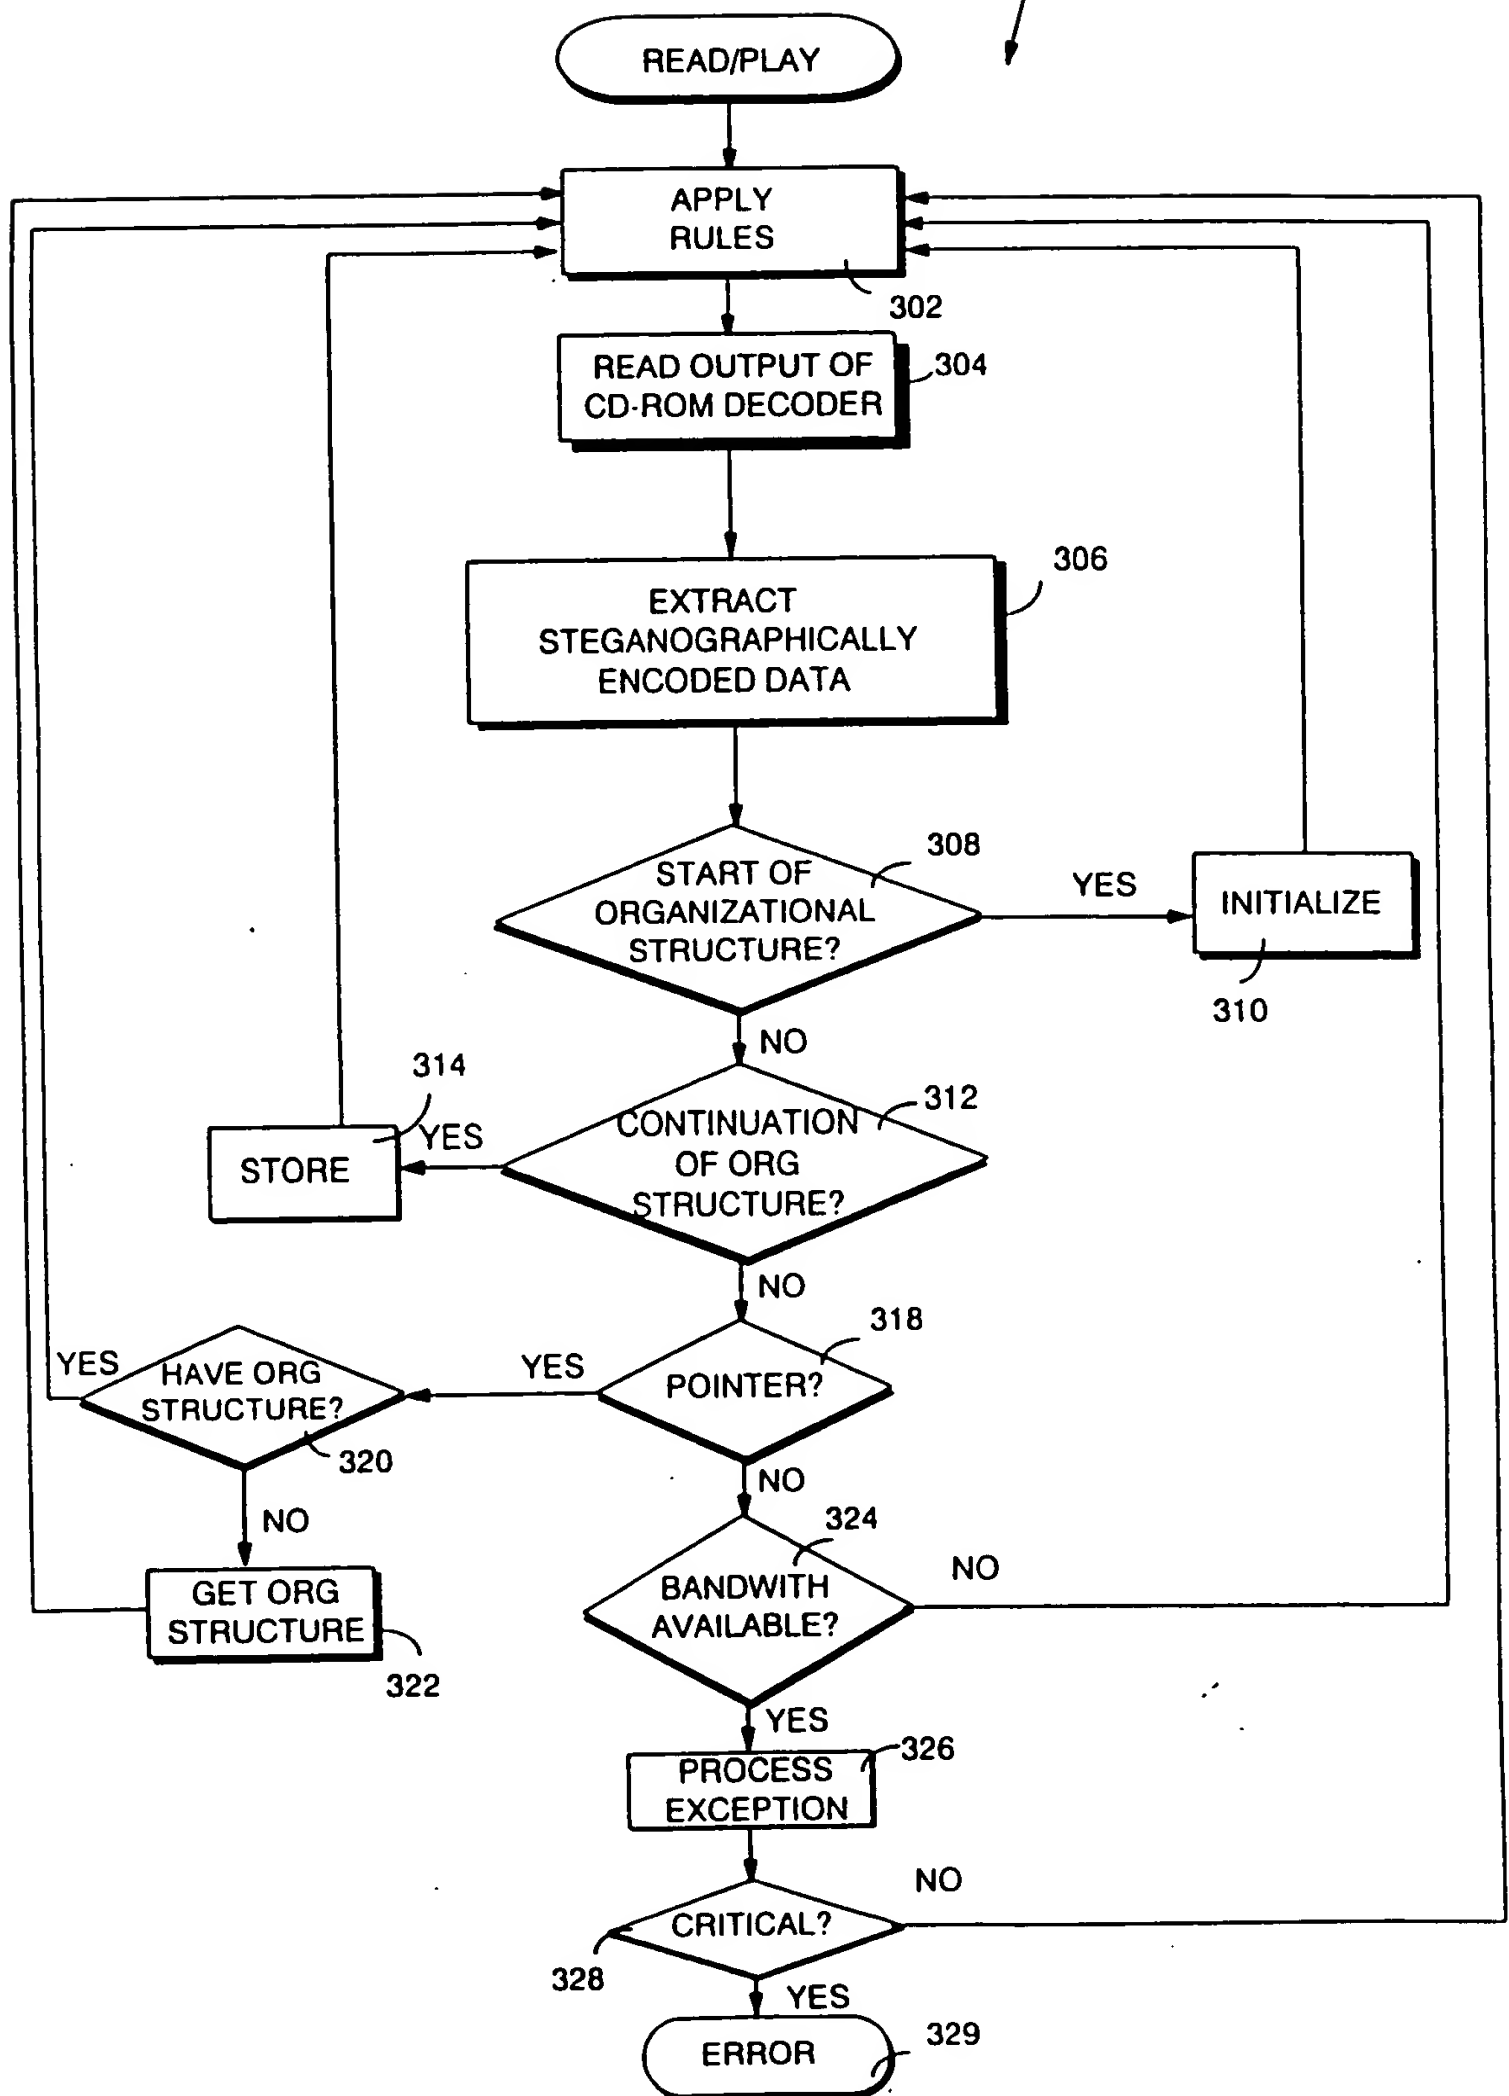 READ/PLAY
APPLY
RULES
302
READ OUTPUT OF
CD-ROM DECODER
304
EXTRACT
STEGANOGRAPHICALLY
ENCODED DATA
306
START OF
ORGANIZATIONAL
STRUCTURE?
308
YES
INITIALIZE
310
NO
CONTINUATION
OF ORG
STRUCTURE?
312
YES
STORE
314
NO
POINTER?
318
YES
HAVE ORG
STRUCTURE?
320
YES
NO
GET ORG
STRUCTURE
322
NO
BANDWITH
AVAILABLE?
324
NO
YES
PROCESS
EXCEPTION
326
CRITICAL?
328
NO
YES
ERROR
329